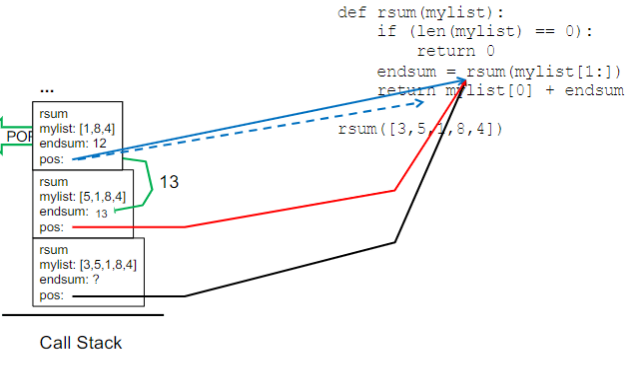 def rsum(mylist):
if (len(mylist) == 0):
return 0
endsum = rsum(mylist[1:])
return mylist[0] + endsum
rsum([3,5,1,8,4])
...
rsum
mylist: [1,8,4]
endsum: 12
pos:
POP
13
rsum
mylist: [5,1,8,4]
endsum: 13
pos:
rsum
mylist: [3,5,1,8,4]
endsum: ?
pos:
Call Stack